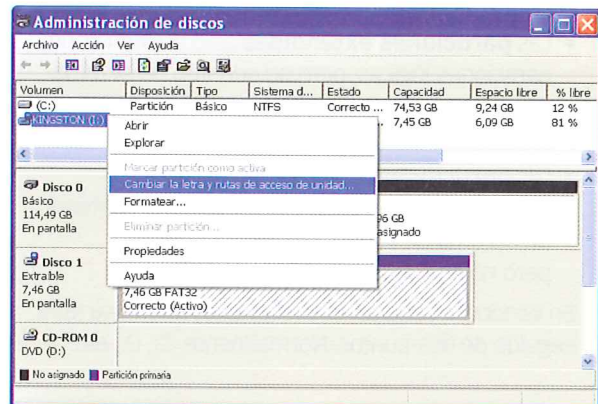 Administración de discos
Archivo Acción Ver Ayuda
Volumen Disposición Tipo Sistema d... Estado Capacidad Espacio libre % libre
(C:) Partición Básico NTFS Correcto ... 74,53 GB 9,24 GB 12 %
KINGSTON (I:) 7,45 GB 6,09 GB 81 %
Abrir
Explorar
Marcar partición como activa
Cambiar la letra y rutas de acceso de unidad...
Formatear...
Eliminar partición...
Propiedades
Ayuda
Disco 0
Básico
114,49 GB
En pantalla
96 GB
asignado
Disco 1
Extraíble
7,46 GB
En pantalla
7,46 GB FAT32
Correcto (Activo)
CD-ROM 0
DVD (D:)
No asignado Partición primaria